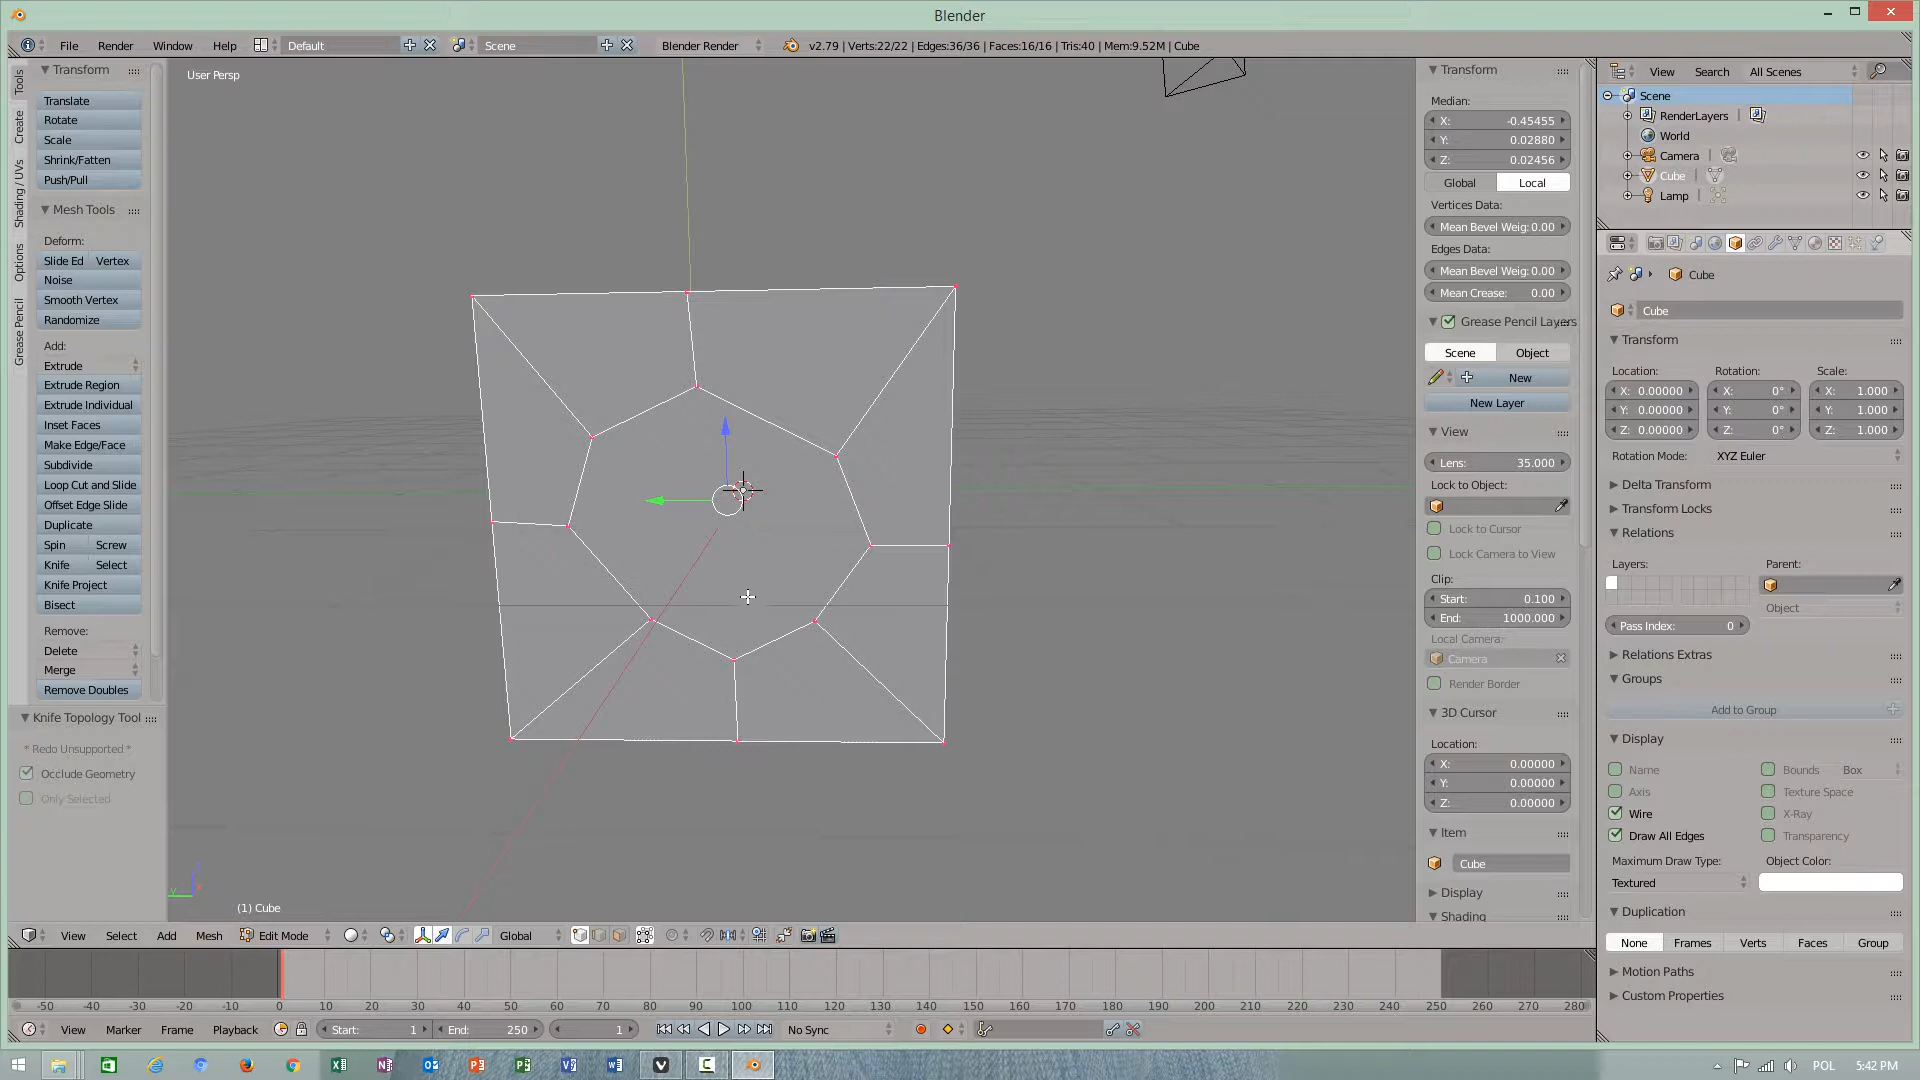 Blender
File Render Window Help Default Scene Blender Render v2.79 | Verts:22/22 | Edges:36/36 | Faces:16/16 | Tris:40 | Mem:9.52M | Cube
Tools
Create
Shading / UVs
Options
Grease Pencil
Transform
Translate
Rotate
Scale
Shrink/Fatten
Push/Pull
Mesh Tools
Deform:
Slide Ed Vertex
Noise
Smooth Vertex
Randomize
Add:
Extrude
Extrude Region
Extrude Individual
Inset Faces
Make Edge/Face
Subdivide
Loop Cut and Slide
Offset Edge Slide
Duplicate
Spin Screw
Knife Select
Knife Project
Bisect
Remove:
Delete
Merge
Remove Doubles
Knife Topology Tool
* Redo Unsupported *
Occlude Geometry
Only Selected
User Persp
(1) Cube
Transform
Median:
X: -0.45455
Y: 0.02880
Z: 0.02456
Global Local
Vertices Data:
Mean Bevel Weig: 0.00
Edges Data:
Mean Bevel Weig: 0.00
Mean Crease: 0.00
Grease Pencil Layers
Scene Object
New
New Layer
View
Lens: 35.000
Lock to Object:
Lock to Cursor
Lock Camera to View
Clip:
Start: 0.100
End: 1000.000
Local Camera:
Camera
Render Border
3D Cursor
Location:
X: 0.00000
Y: 0.00000
Z: 0.00000
Item
Cube
Display
Shading
View Search All Scenes
Scene
RenderLayers
World
Camera
Cube
Lamp
Cube
Cube
Transform
Location: Rotation: Scale:
X: 0.00000 X: 0° X: 1.000
Y: 0.00000 Y: 0° Y: 1.000
Z: 0.00000 Z: 0° Z: 1.000
Rotation Mode: XYZ Euler
Delta Transform
Transform Locks
Relations
Layers: Parent:
Object
Pass Index: 0
Relations Extras
Groups
Add to Group
Display
Name Bounds Box
Axis Texture Space
Wire X-Ray
Draw All Edges Transparency
Maximum Draw Type: Object Color:
Textured
Duplication
None Frames Verts Faces Group
Motion Paths
Custom Properties
View Select Add Mesh Edit Mode Global
-50 -40 -30 -20 -10 0 10 20 30 40 50 60 70 80 90 100 110 120 130 140 150 160 170 180 190 200 210 220 230 240 250 260 270 280
View Marker Frame Playback Start: 1 End: 250 1 No Sync
POL 5:42 PM